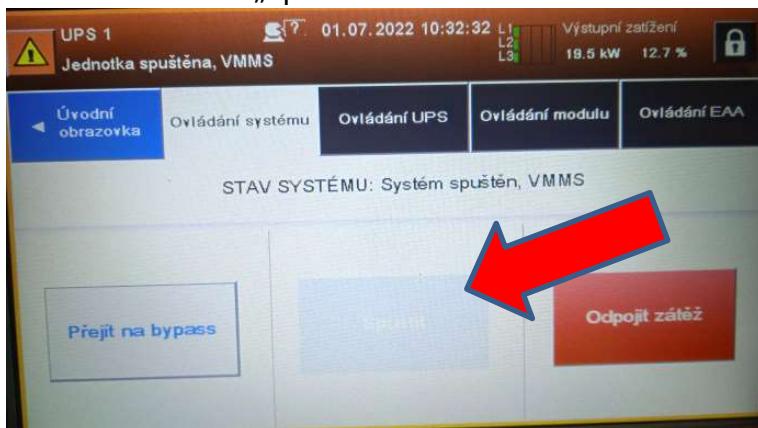 UPS 1
?
01.07.2022 10:32:32
L1
L2
L3
Výstupní zatížení
19.5 kW 12.7 %
Jednotka spuštěna, VMMS
Úvodní
obrazovka
Ovládání systému
Ovládání UPS
Ovládání modulu
Ovládání EAA
STAV SYSTÉMU: Systém spuštěn, VMMS
Přejít na bypass
Spustit
Odpojit zátěž